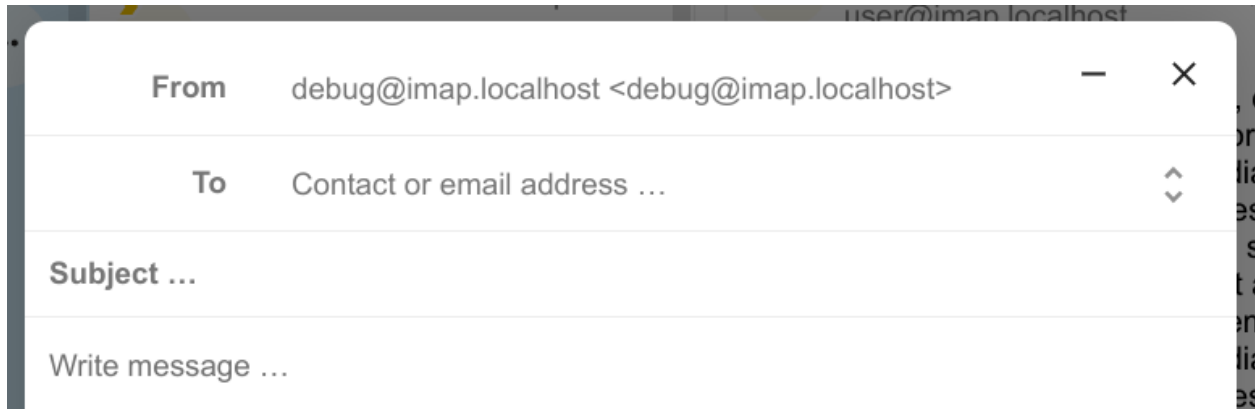 user@imap.localhost
From debug@imap.localhost <debug@imap.localhost>
To Contact or email address …
Subject …
Write message …